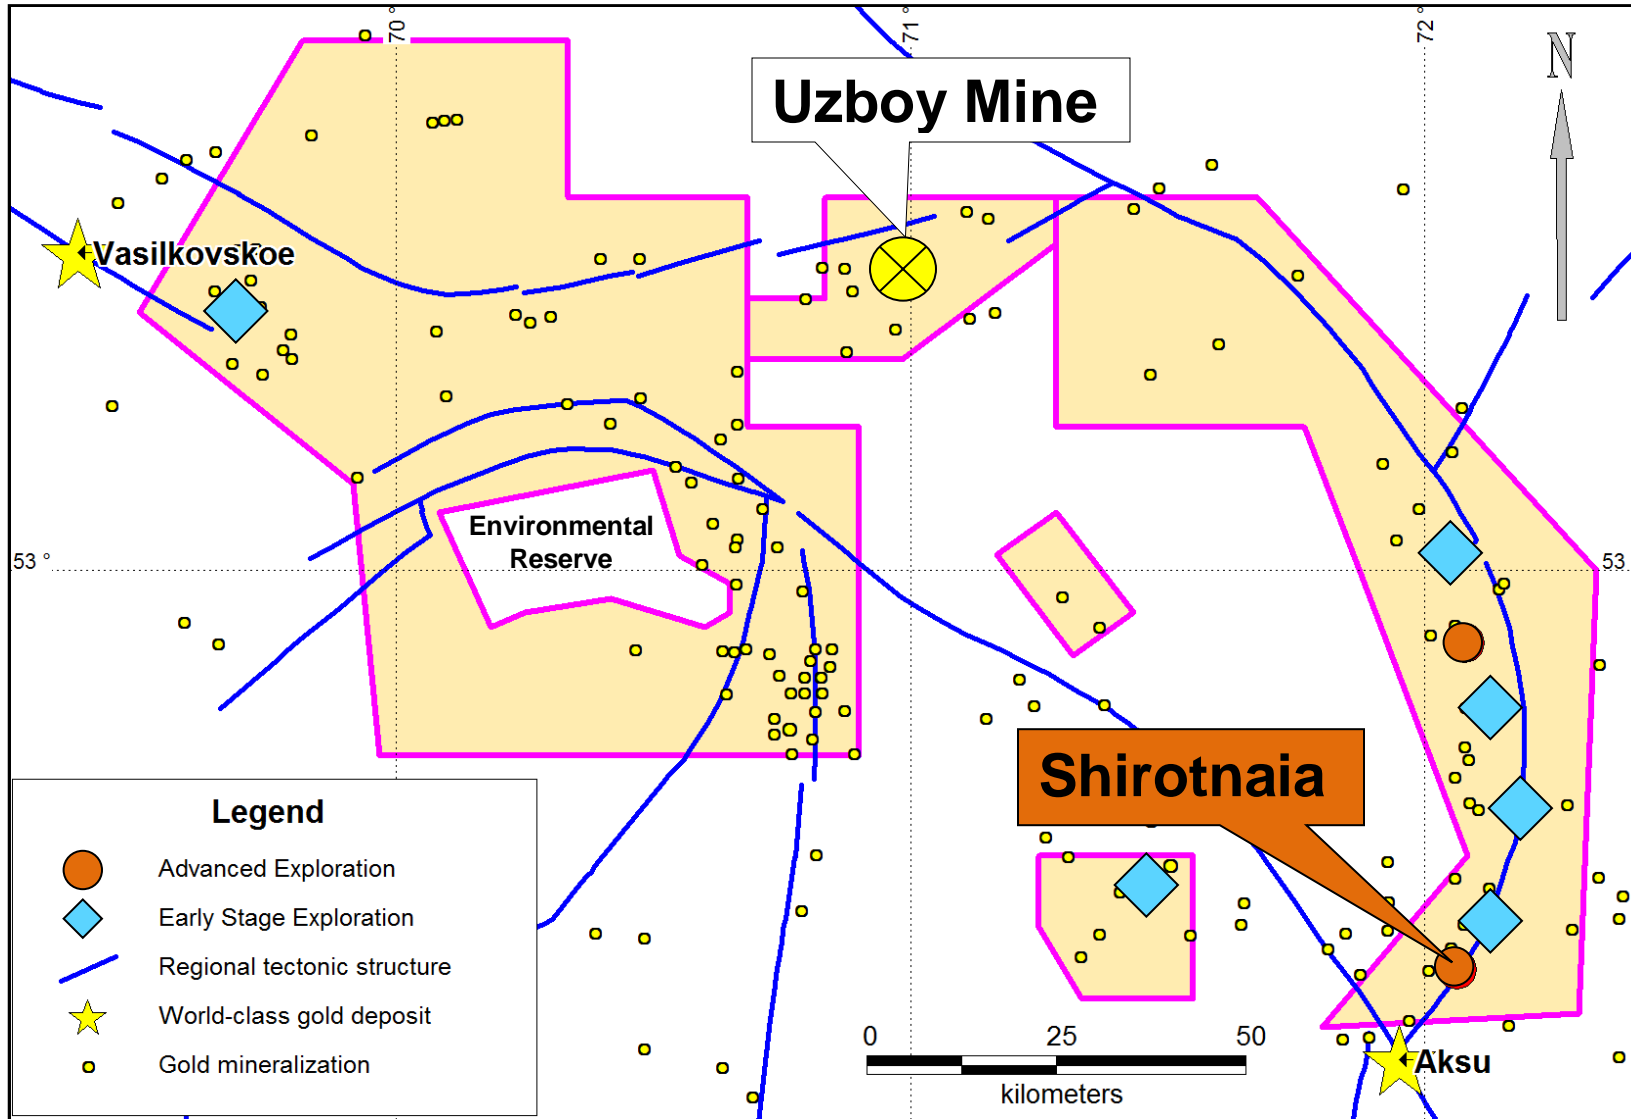 70 °
71 °
72 °
N
Uzboy Mine
Vasilkovskoe
Environmental
Reserve
53 °
53
Shirotnaia
Legend
Advanced Exploration
Early Stage Exploration
Regional tectonic structure
World-class gold deposit
Gold mineralization
0 25 50
kilometers
Aksu